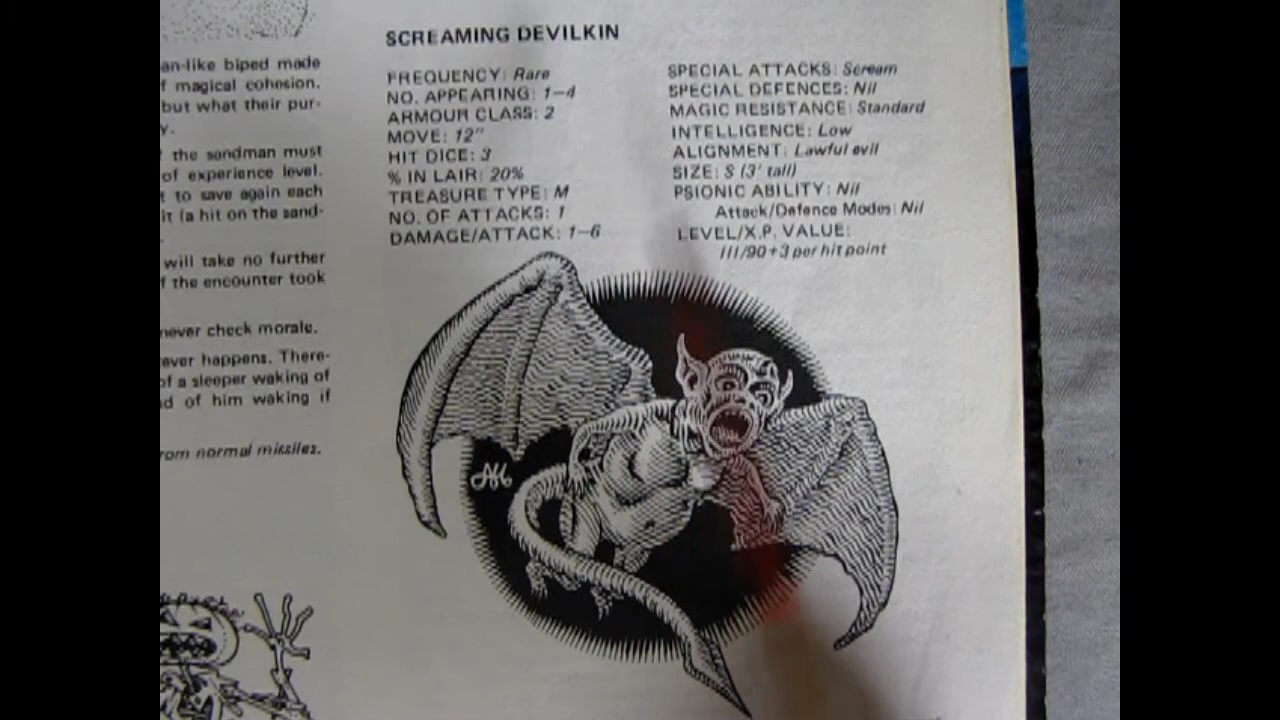 an-like biped made
f magical cohesion.
but what their pur-
y.
the sandman must
of experience level.
t to save again each
it (a hit on the sand-
.
will take no further
f the encounter took
never check morale.
ever happens. There-
of a sleeper waking of
d of him waking if
rom normal missiles.
SCREAMING DEVILKIN
FREQUENCY: Rare
NO. APPEARING: 1–4
ARMOUR CLASS: 2
MOVE: 12"
HIT DICE: 3
% IN LAIR: 20%
TREASURE TYPE: M
NO. OF ATTACKS: 1
DAMAGE/ATTACK: 1–6
SPECIAL ATTACKS: Scream
SPECIAL DEFENCES: Nil
MAGIC RESISTANCE: Standard
INTELLIGENCE: Low
ALIGNMENT: Lawful evil
SIZE: S (3' tall)
PSIONIC ABILITY: Nil
Attack/Defence Modes: Nil
LEVEL/X.P. VALUE:
III/90+3 per hit point